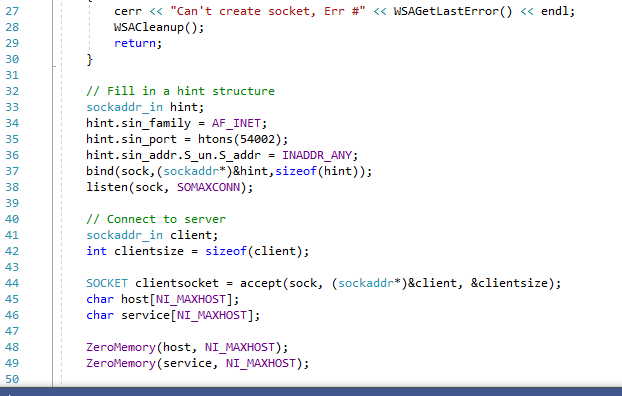 27 cerr << "Can't create socket, Err #" << WSAGetLastError() << endl;
28 WSACleanup();
29 return;
30 }
31
32 // Fill in a hint structure
33 sockaddr_in hint;
34 hint.sin_family = AF_INET;
35 hint.sin_port = htons(54002);
36 hint.sin_addr.S_un.S_addr = INADDR_ANY;
37 bind(sock,(sockaddr*)&hint,sizeof(hint));
38 listen(sock, SOMAXCONN);
39
40 // Connect to server
41 sockaddr_in client;
42 int clientsize = sizeof(client);
43
44 SOCKET clientsocket = accept(sock, (sockaddr*)&client, &clientsize);
45 char host[NI_MAXHOST];
46 char service[NI_MAXHOST];
47
48 ZeroMemory(host, NI_MAXHOST);
49 ZeroMemory(service, NI_MAXHOST);
50